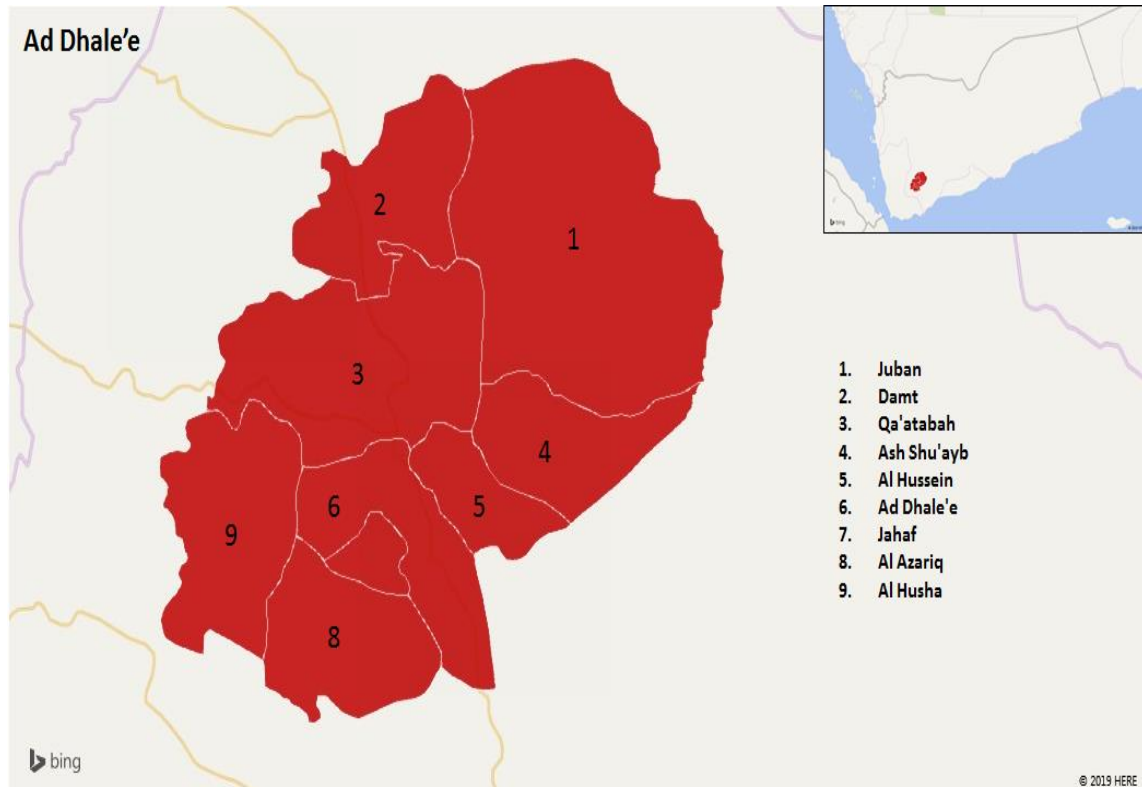 Ad Dhale’e
2
1
3
4
6
5
9
8
1. Juban
2. Damt
3. Qa'atabah
4. Ash Shu'ayb
5. Al Hussein
6. Ad Dhale'e
7. Jahaf
8. Al Azariq
9. Al Husha
bing
bing
© 2019 HERE